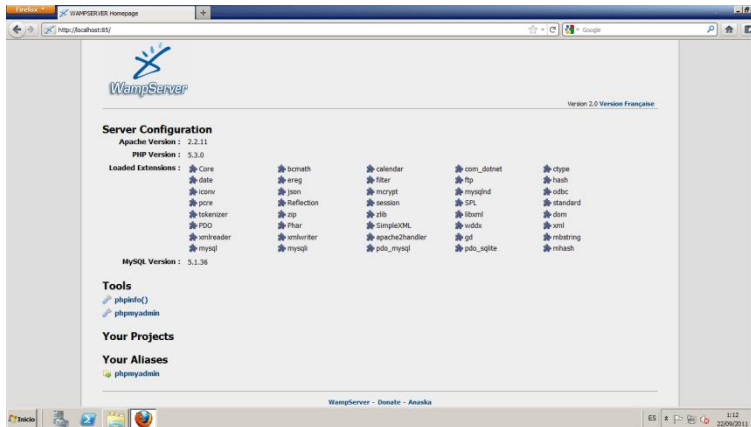 Firefox
WAMPSERVER Homepage
http://localhost:85/
Google
WampServer
Version 2.0 Version Française
Server Configuration
Apache Version : 2.2.11
PHP Version : 5.3.0
Loaded Extensions : Core bcmath calendar com_dotnet ctype
date ereg filter ftp hash
iconv json mcrypt mysqlnd odbc
pcre Reflection session SPL standard
tokenizer zip zlib libxml dom
PDO Phar SimpleXML wddx xml
xmlreader xmlwriter apache2handler gd mbstring
mysql mysqli pdo_mysql pdo_sqlite mhash
MySQL Version : 5.1.36
Tools
phpinfo()
phpmyadmin
Your Projects
Your Aliases
phpmyadmin
WampServer - Donate - Anaska
Inicio
ES
1:12
22/09/2011